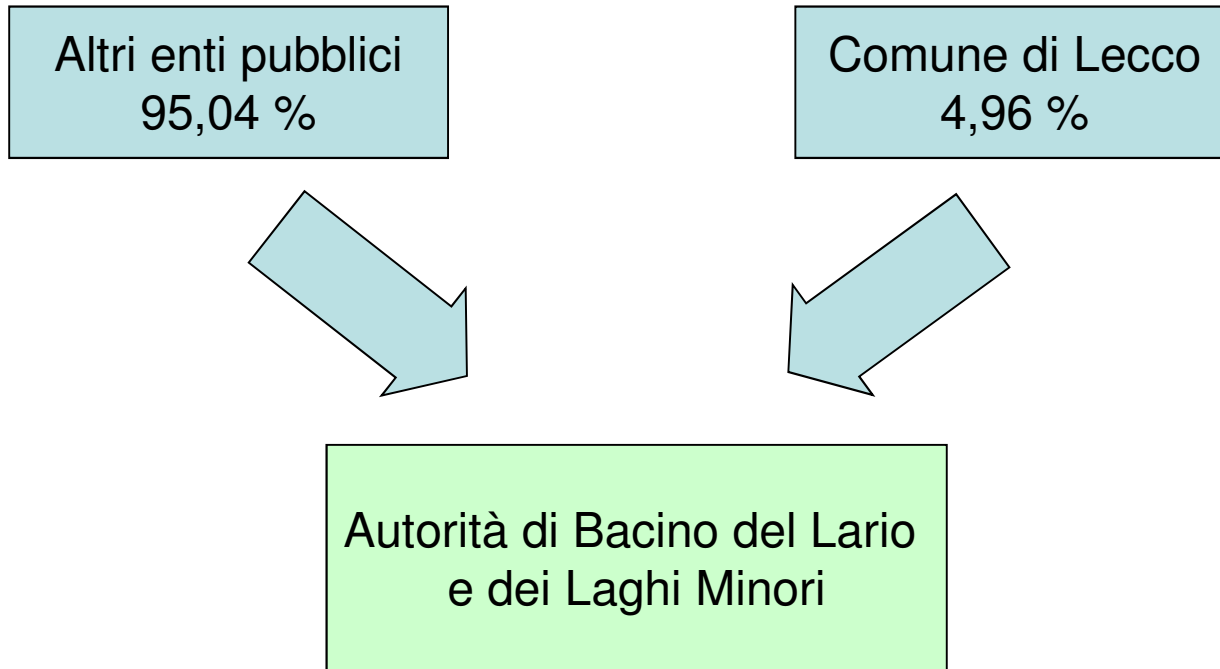 Altri enti pubblici
95,04 %
Comune di Lecco
4,96 %
Autorità di Bacino del Lario
e dei Laghi Minori